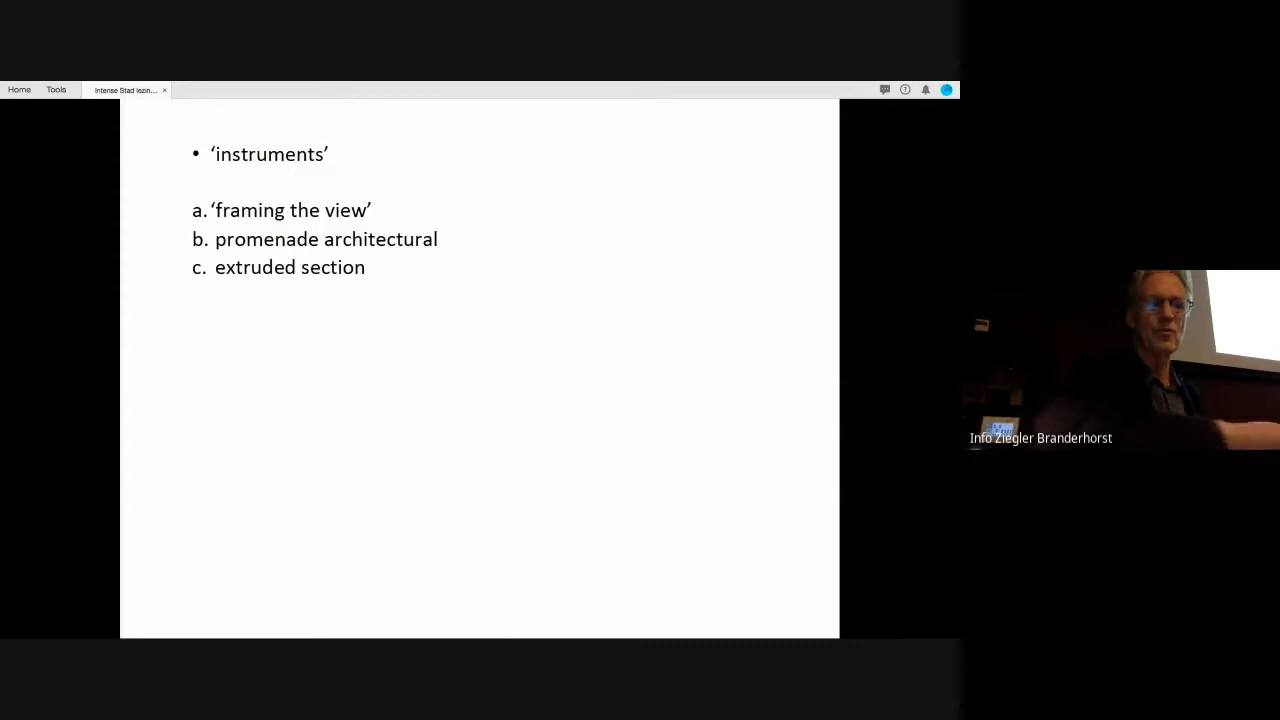 Home Tools Intense Stad lezin... ×
• ‘instruments’
a. ‘framing the view’
b. promenade architectural
c. extruded section
Info Ziegler Branderhorst